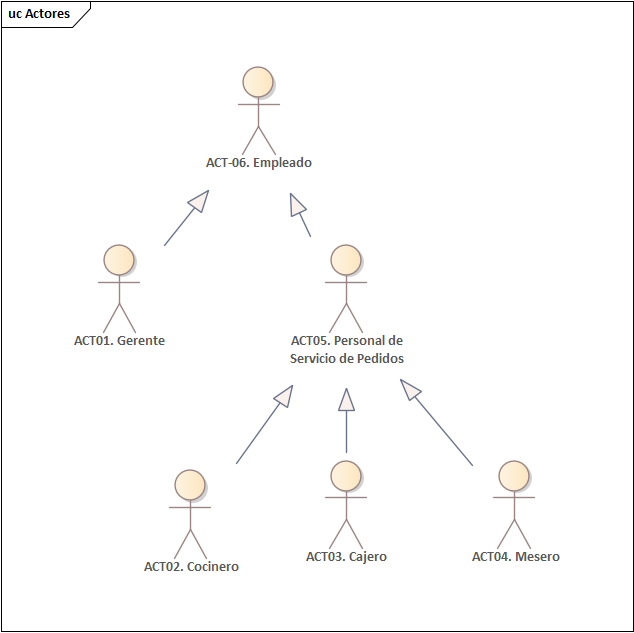 uc Actores
ACT-06. Empleado
ACT01. Gerente
ACT05. Personal de
Servicio de Pedidos
ACT02. Cocinero
ACT03. Cajero
ACT04. Mesero